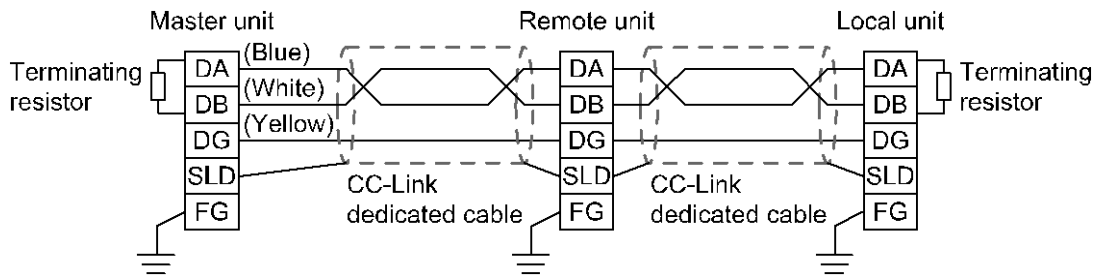 Master unit
Remote unit
Local unit
Terminating
resistor
DA
DB
DG
SLD
FG
(Blue)
(White)
(Yellow)
CC-Link
dedicated cable
DA
DB
DG
SLD
FG
CC-Link
dedicated cable
DA
DB
DG
SLD
FG
Terminating
resistor